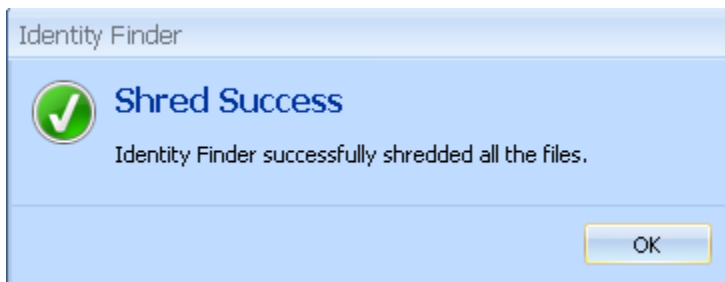 Identity Finder
Shred Success
Identity Finder successfully shredded all the files.
OK